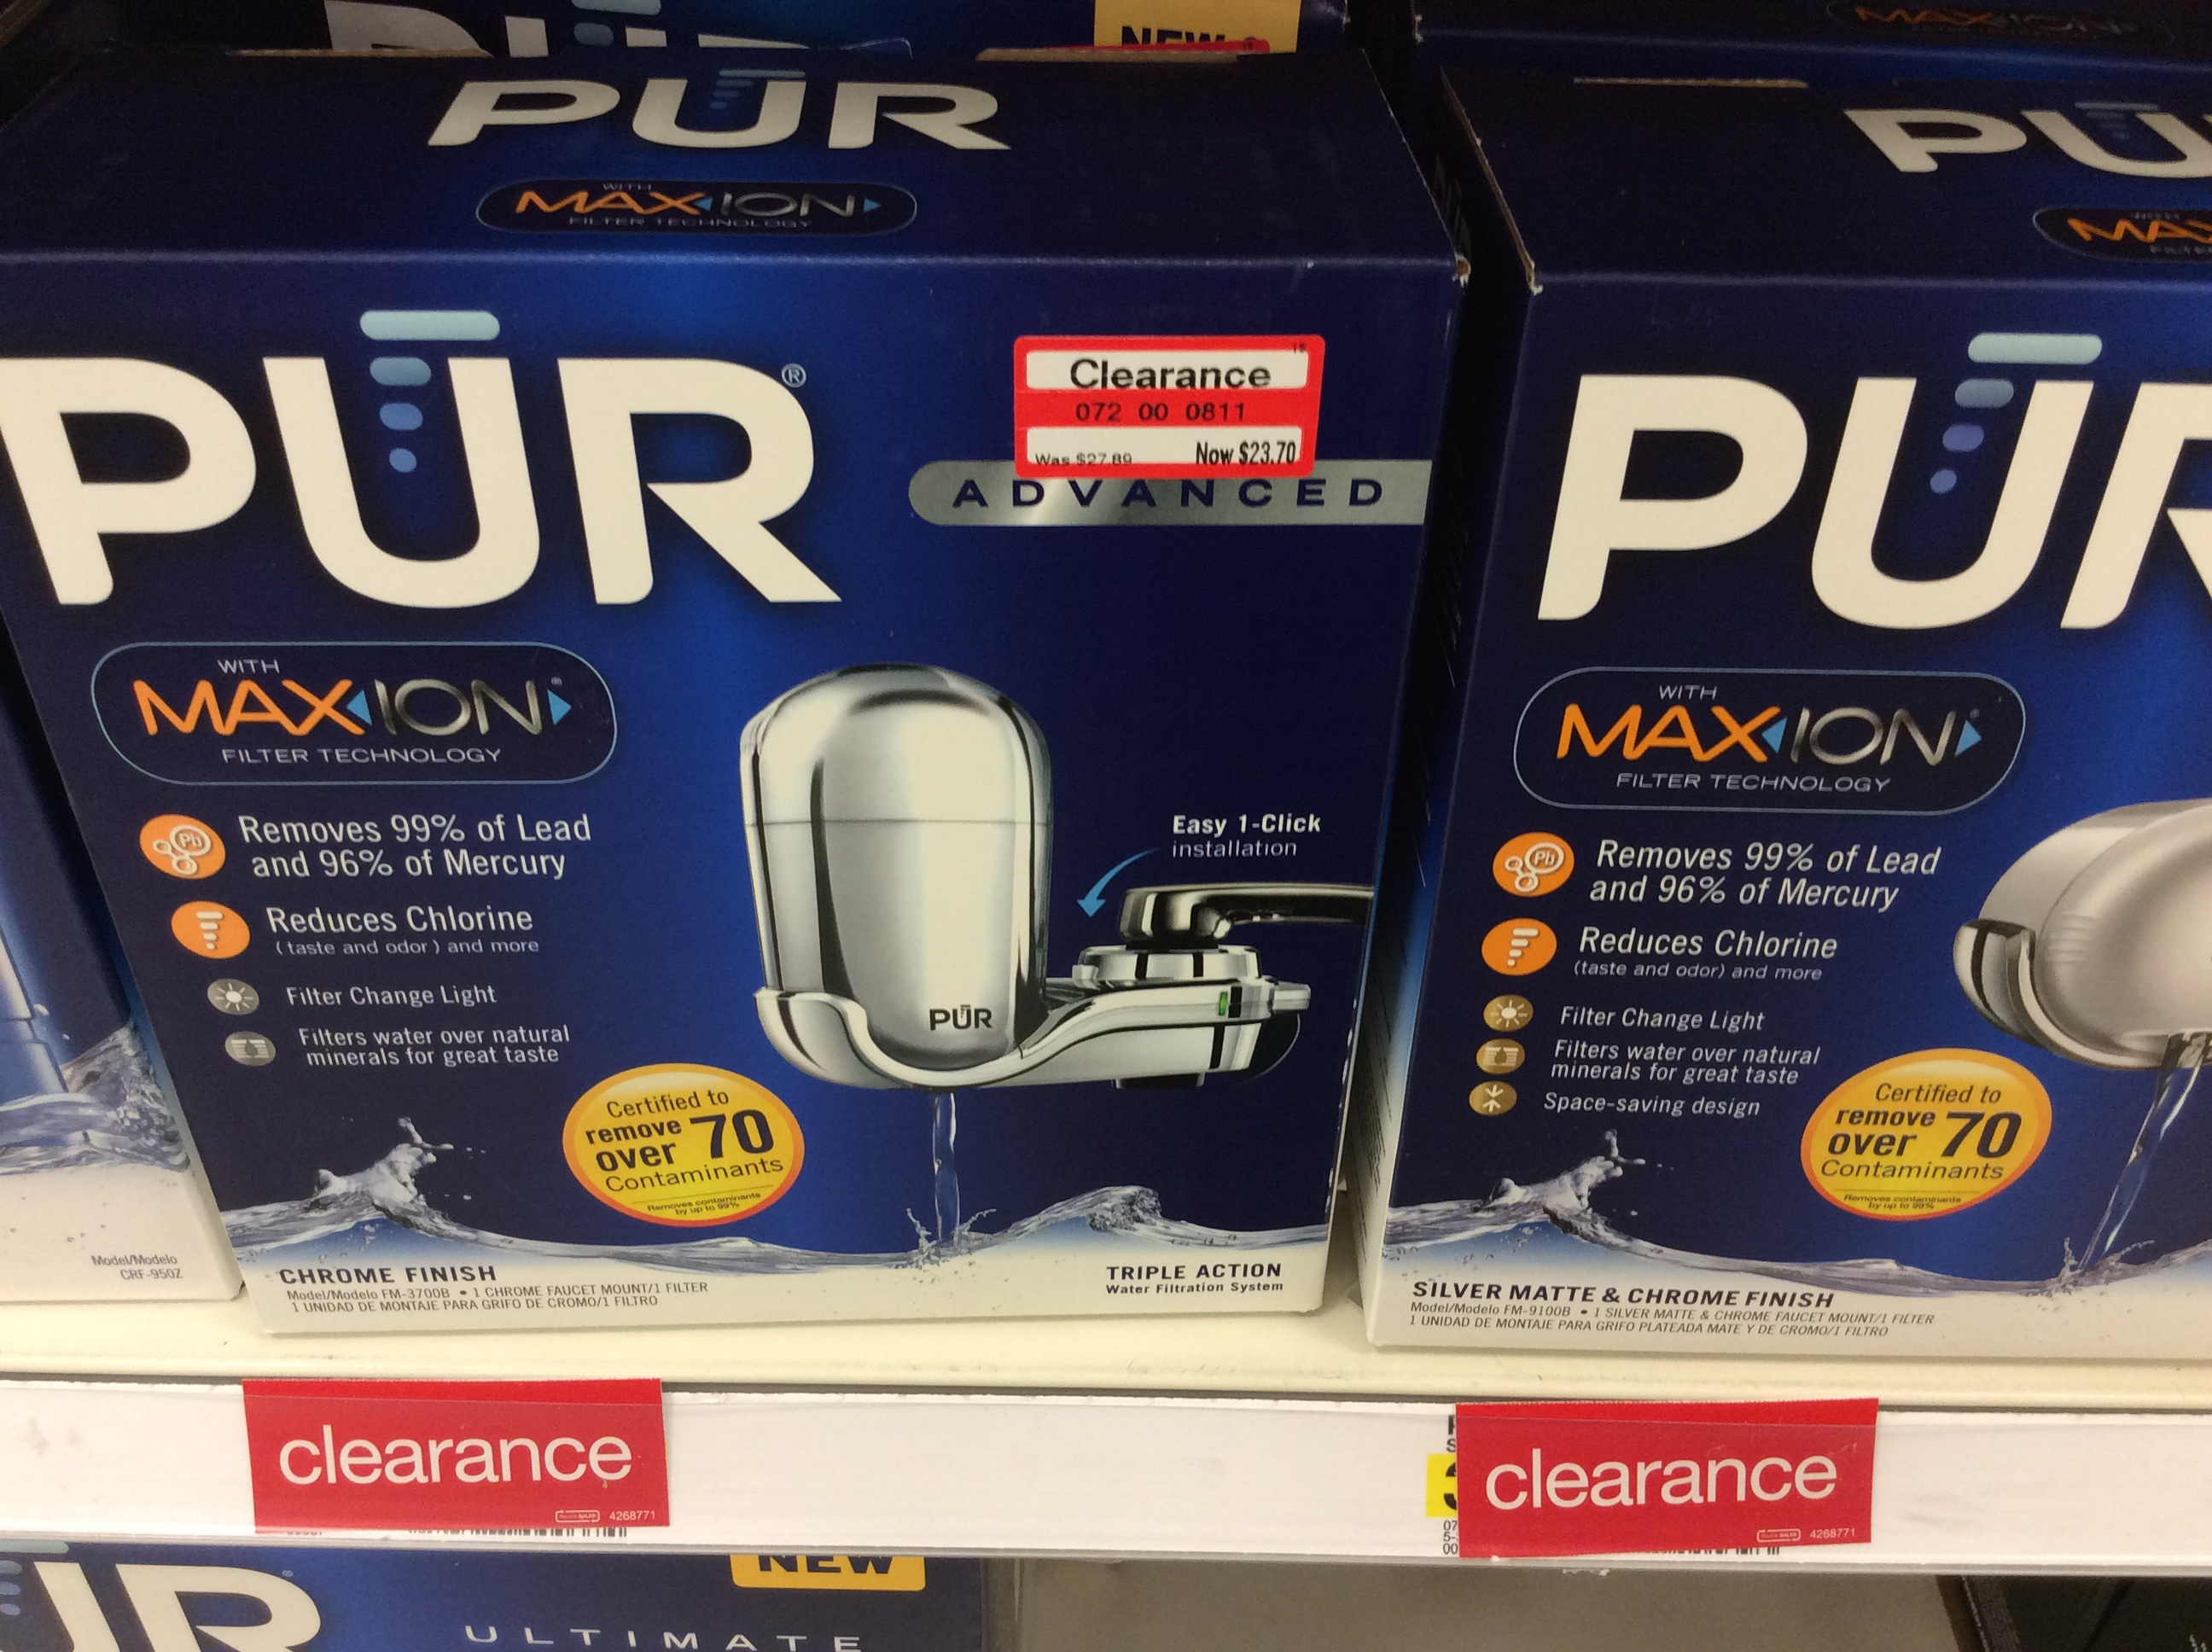 NEW
PUR
WITH
MAXION
FILTER TECHNOLOGY
PUR®
Clearance
072 00 0811
Was $27.89 Now $23.70
ADVANCED
WITH
MAXION®
FILTER TECHNOLOGY
Removes 99% of Lead
and 96% of Mercury
Pb
Reduces Chlorine
(taste and odor) and more
Filter Change Light
Filters water over natural
minerals for great taste
Easy 1-Click
installation
PUR
Certified to
remove
over 70
Contaminants
Removes contaminants
by up to 99%
CHROME FINISH
Model/Modelo FM-3700B • 1 CHROME FAUCET MOUNT/1 FILTER
1 UNIDAD DE MONTAJE PARA GRIFO DE CROMO/1 FILTRO
TRIPLE ACTION
Water Filtration System
Model/Modelo
CRF-950Z
PUR
WITH
MAXION®
FILTER TECHNOLOGY
Removes 99% of Lead
and 96% of Mercury
Pb
Reduces Chlorine
(taste and odor) and more
Filter Change Light
Filters water over natural
minerals for great taste
Space-saving design
Certified to
remove
over 70
Contaminants
Removes contaminants
by up to 99%
SILVER MATTE & CHROME FINISH
Model/Modelo FM-9100B • 1 SILVER MATTE & CHROME FAUCET MOUNT/1 FILTER
1 UNIDAD DE MONTAJE PARA GRIFO PLATEADA MATE Y DE CROMO/1 FILTRO
clearance
4268771
clearance
4268771
NEW
ULTIMATE